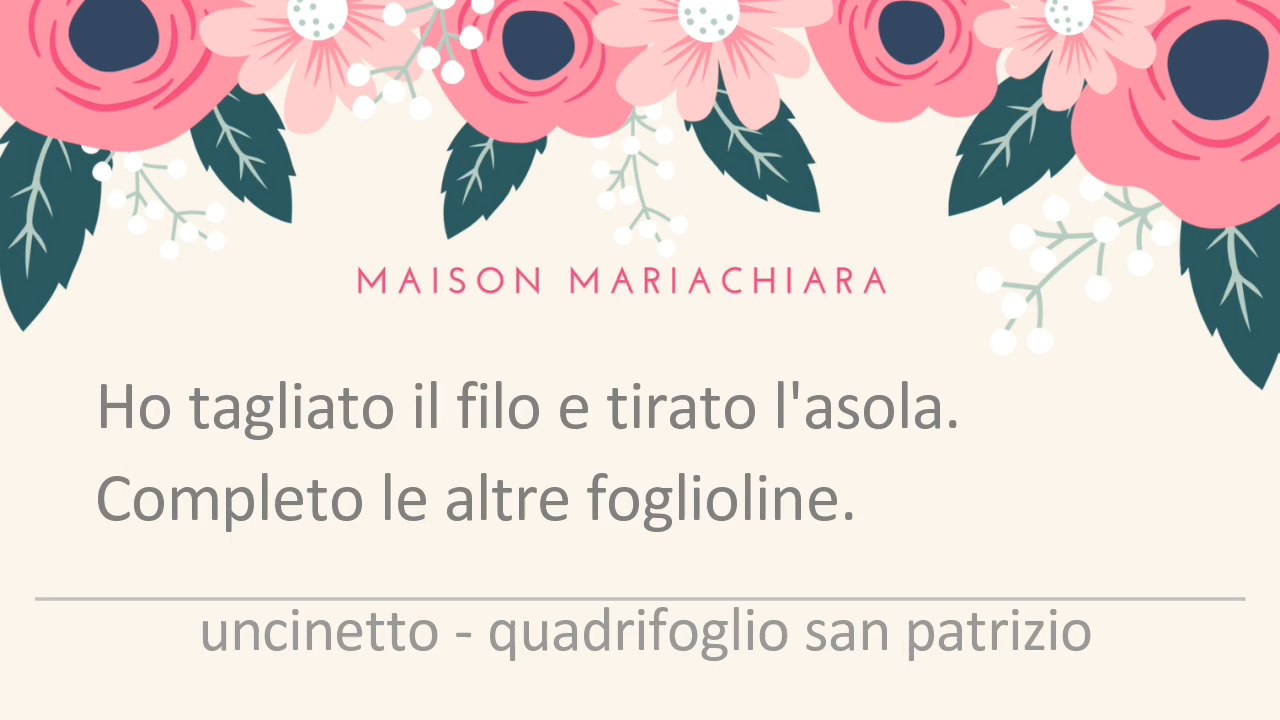 MAISON MARIACHIARA
Ho tagliato il filo e tirato l'asola.
Completo le altre foglioline.
uncinetto - quadrifoglio san patrizio